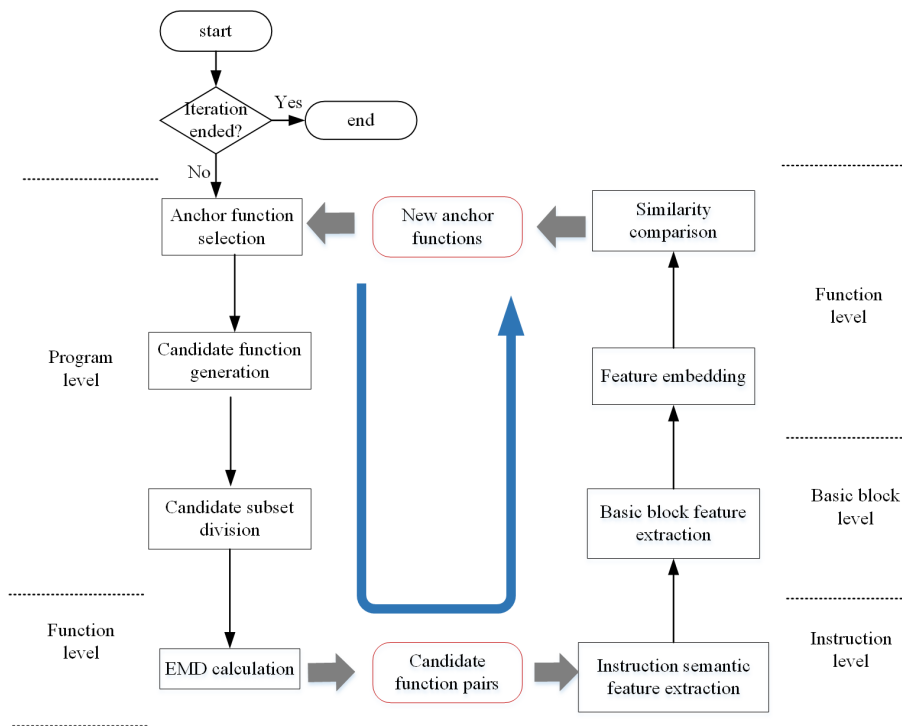 start
Iteration
ended?
Yes
end
No
Anchor function
selection
New anchor
functions
Similarity
comparison
Function
level
Program
level
Candidate function
generation
Feature embedding
Candidate subset
division
Basic block feature
extraction
Basic block
level
Function
level
EMD calculation
Candidate
function pairs
Instruction semantic
feature extraction
Instruction
level